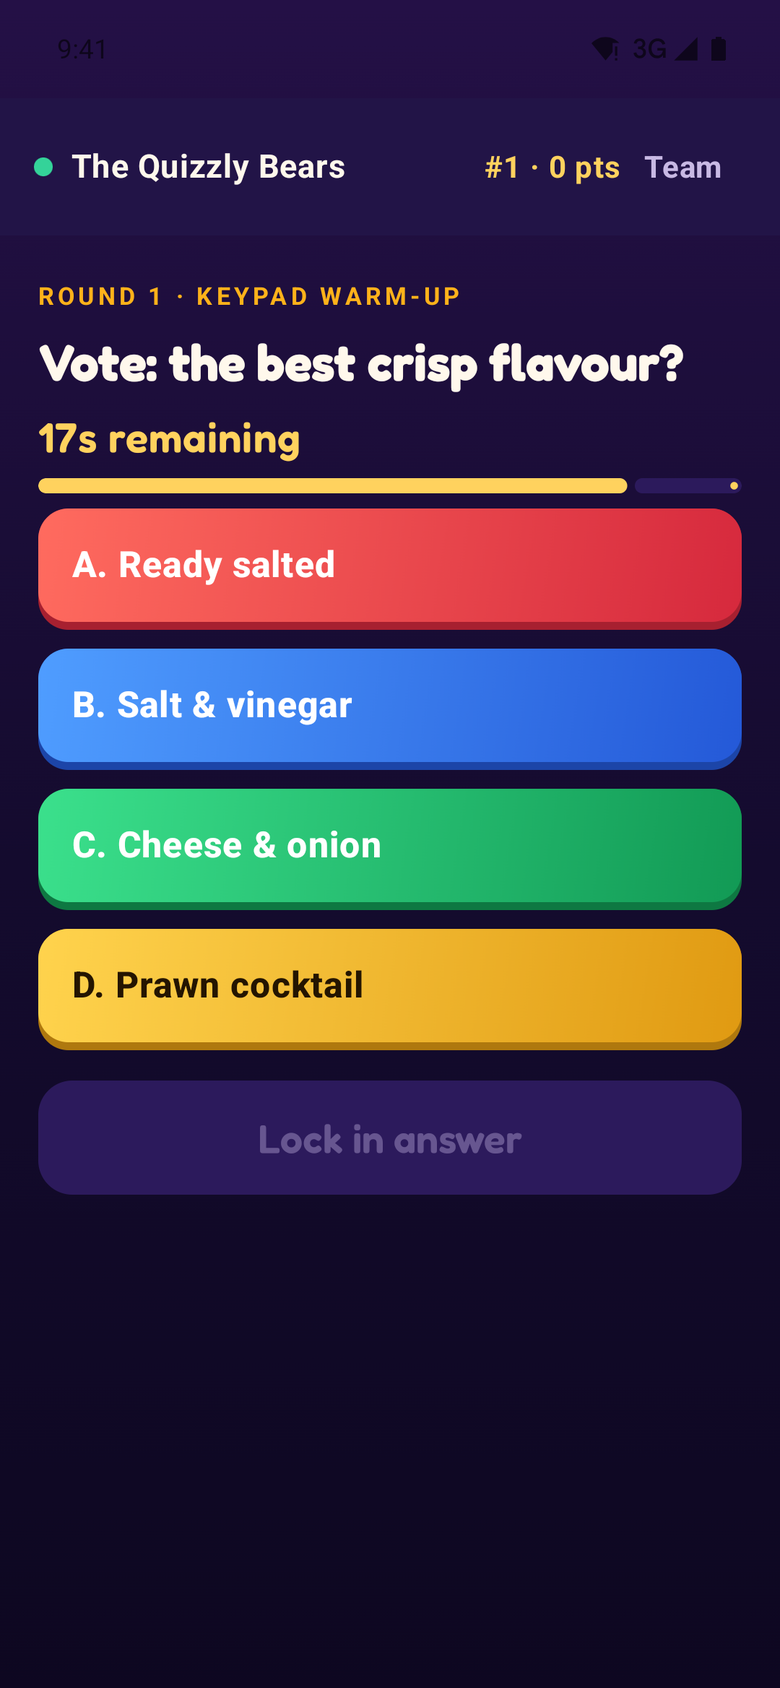 9:41 3G
The Quizzly Bears #1 · 0 pts Team
ROUND 1 · KEYPAD WARM-UP
Vote: the best crisp flavour?
17s remaining
A. Ready salted
B. Salt & vinegar
C. Cheese & onion
D. Prawn cocktail
Lock in answer